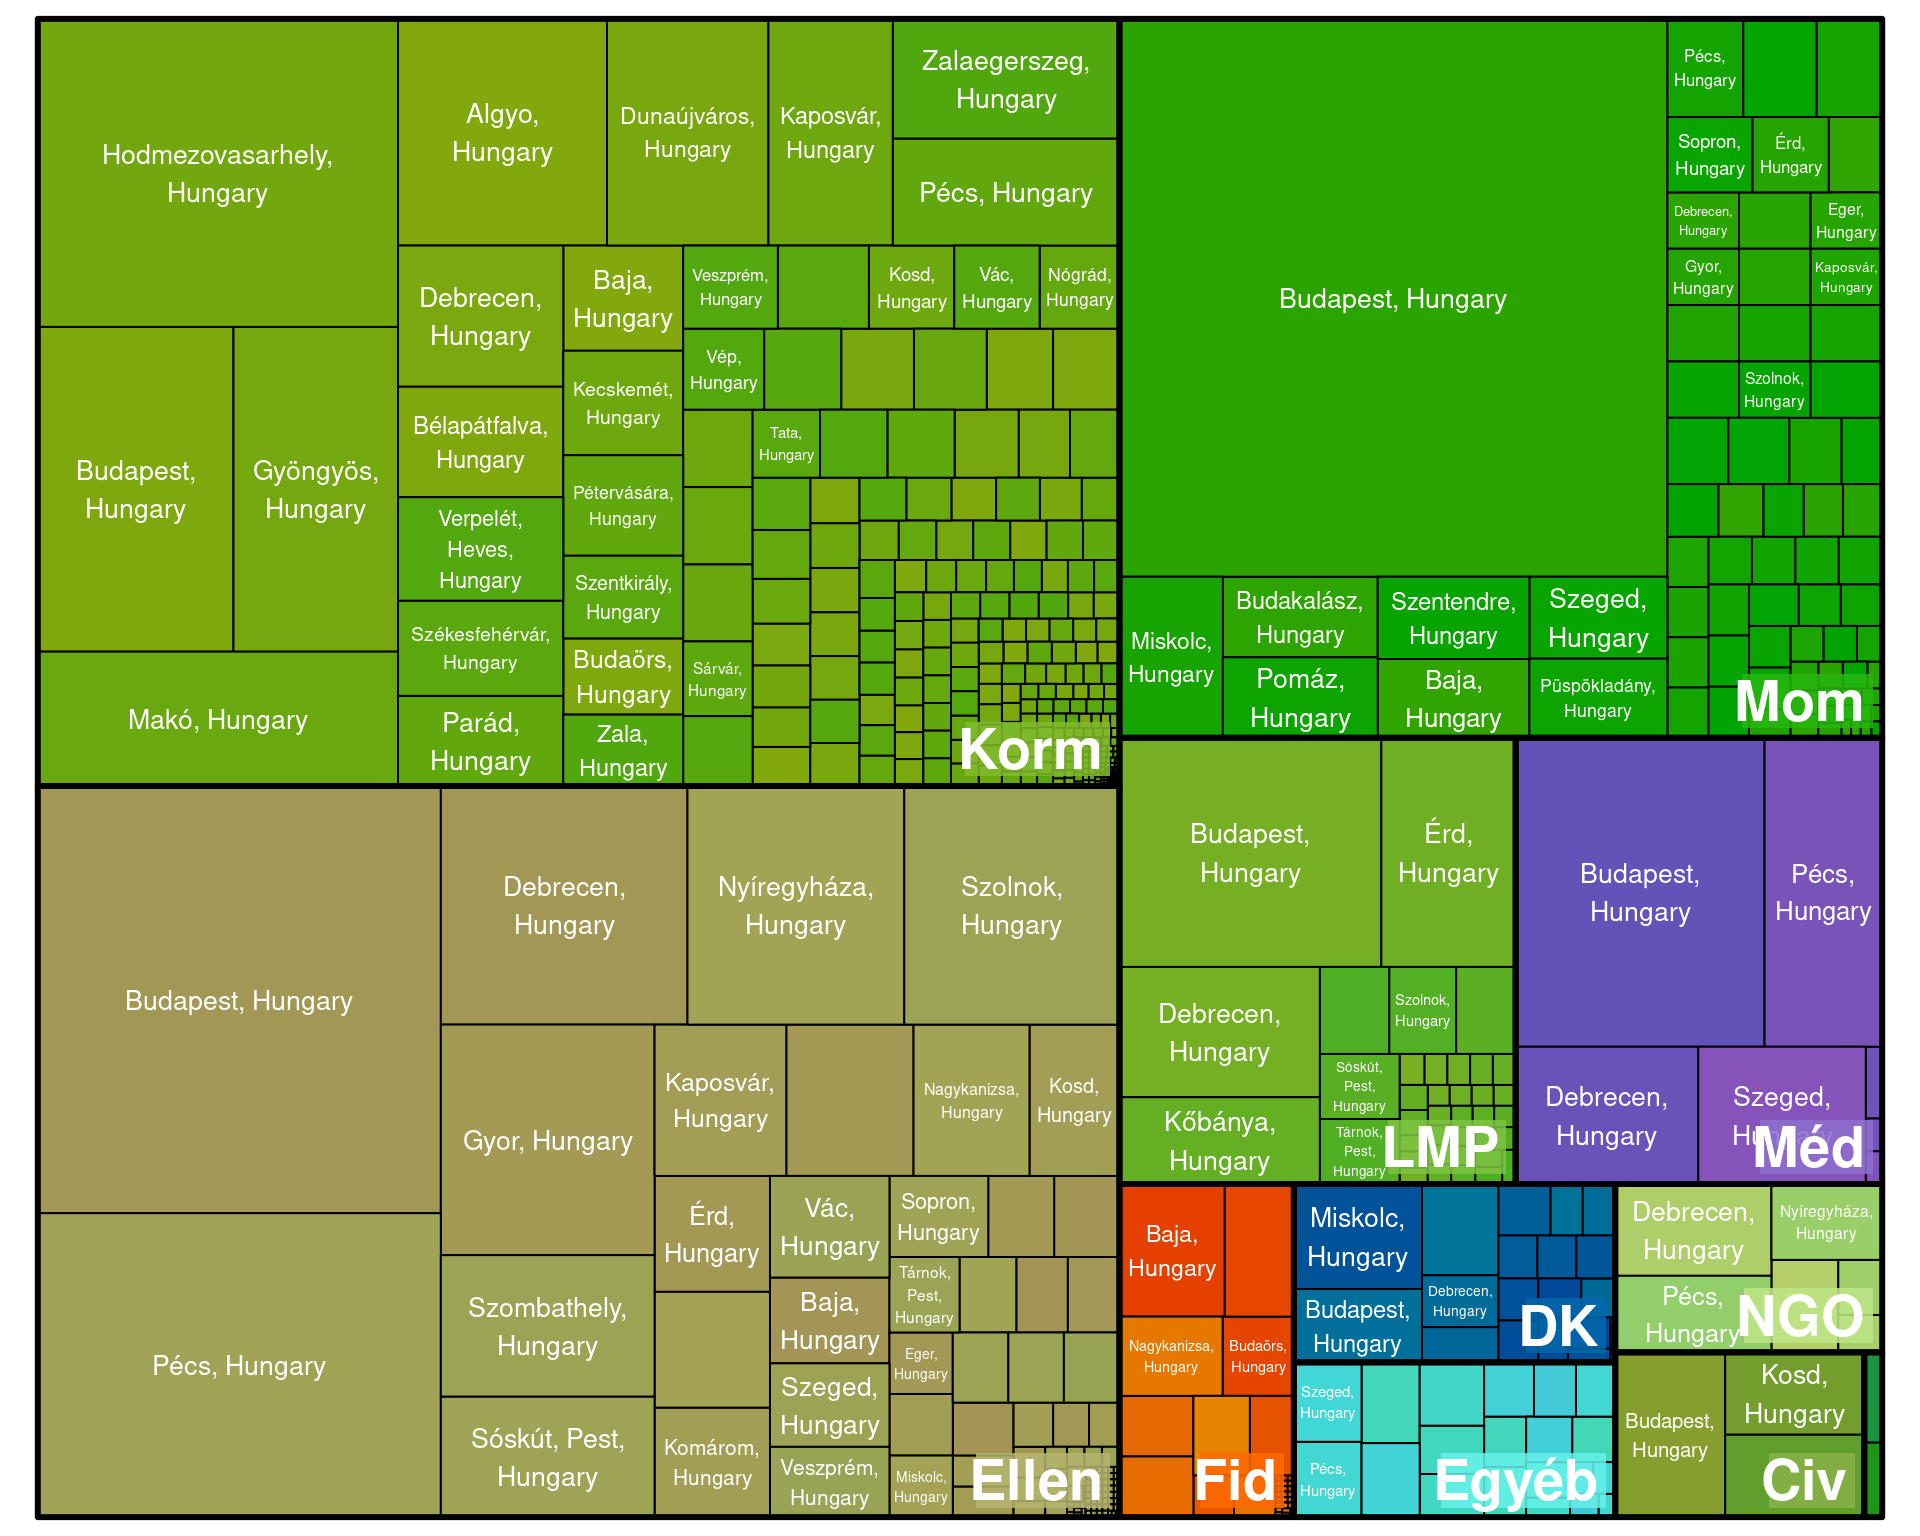 Hodmezovasarhely,
Hungary
Budapest,
Hungary
Gyöngyös,
Hungary
Makó, Hungary
Algyo,
Hungary
Dunaújváros,
Hungary
Kaposvár,
Hungary
Zalaegerszeg,
Hungary
Pécs, Hungary
Debrecen,
Hungary
Bélapátfalva,
Hungary
Verpelét,
Heves,
Hungary
Székesfehérvár,
Hungary
Parád,
Hungary
Baja,
Hungary
Kecskemét,
Hungary
Pétervására,
Hungary
Szentkirály,
Hungary
Budaörs,
Hungary
Zala,
Hungary
Veszprém,
Hungary
Kosd,
Hungary
Vác,
Hungary
Nógrád,
Hungary
Vép,
Hungary
Tata,
Hungary
Sárvár,
Hungary
Korm
Budapest, Hungary
Pécs, Hungary
Debrecen,
Hungary
Nyíregyháza,
Hungary
Szolnok,
Hungary
Gyor, Hungary
Szombathely,
Hungary
Sóskút, Pest,
Hungary
Kaposvár,
Hungary
Nagykanizsa,
Hungary
Kosd,
Hungary
Érd,
Hungary
Komárom,
Hungary
Vác,
Hungary
Baja,
Hungary
Szeged,
Hungary
Veszprém,
Hungary
Sopron,
Hungary
Tárnok,
Pest,
Hungary
Eger,
Hungary
Miskolc,
Hungary
Ellen
Budapest, Hungary
Miskolc,
Hungary
Budakalász,
Hungary
Pomáz,
Hungary
Szentendre,
Hungary
Baja,
Hungary
Szeged,
Hungary
Püspökladány,
Hungary
Pécs,
Hungary
Sopron,
Hungary
Érd,
Hungary
Debrecen,
Hungary
Eger,
Hungary
Gyor,
Hungary
Kaposvár,
Hungary
Szolnok,
Hungary
Mom
Budapest,
Hungary
Érd,
Hungary
Debrecen,
Hungary
Kőbánya,
Hungary
Szolnok,
Hungary
Sóskút,
Pest,
Hungary
Tárnok,
Pest,
Hungary
LMP
Budapest,
Hungary
Pécs,
Hungary
Debrecen,
Hungary
Szeged,
Hungary
Méd
Baja,
Hungary
Nagykanizsa,
Hungary
Budaörs,
Hungary
Fid
Miskolc,
Hungary
Budapest,
Hungary
Debrecen,
Hungary
DK
Szeged,
Hungary
Pécs,
Hungary
Egyéb
Debrecen,
Hungary
Nyíregyháza,
Hungary
Pécs,
Hungary
NGO
Budapest,
Hungary
Kosd,
Hungary
Civ